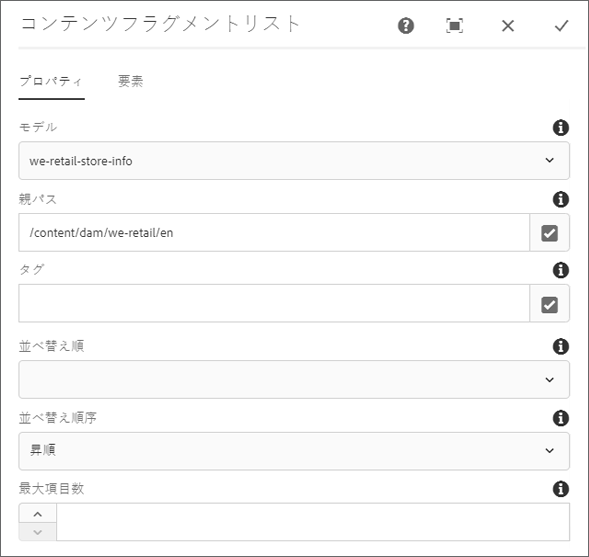 コンテンツフラグメントリスト
プロパティ 要素
モデル
we-retail-store-info
親パス
/content/dam/we-retail/en
タグ
並べ替え順
並べ替え順序
昇順
最大項目数